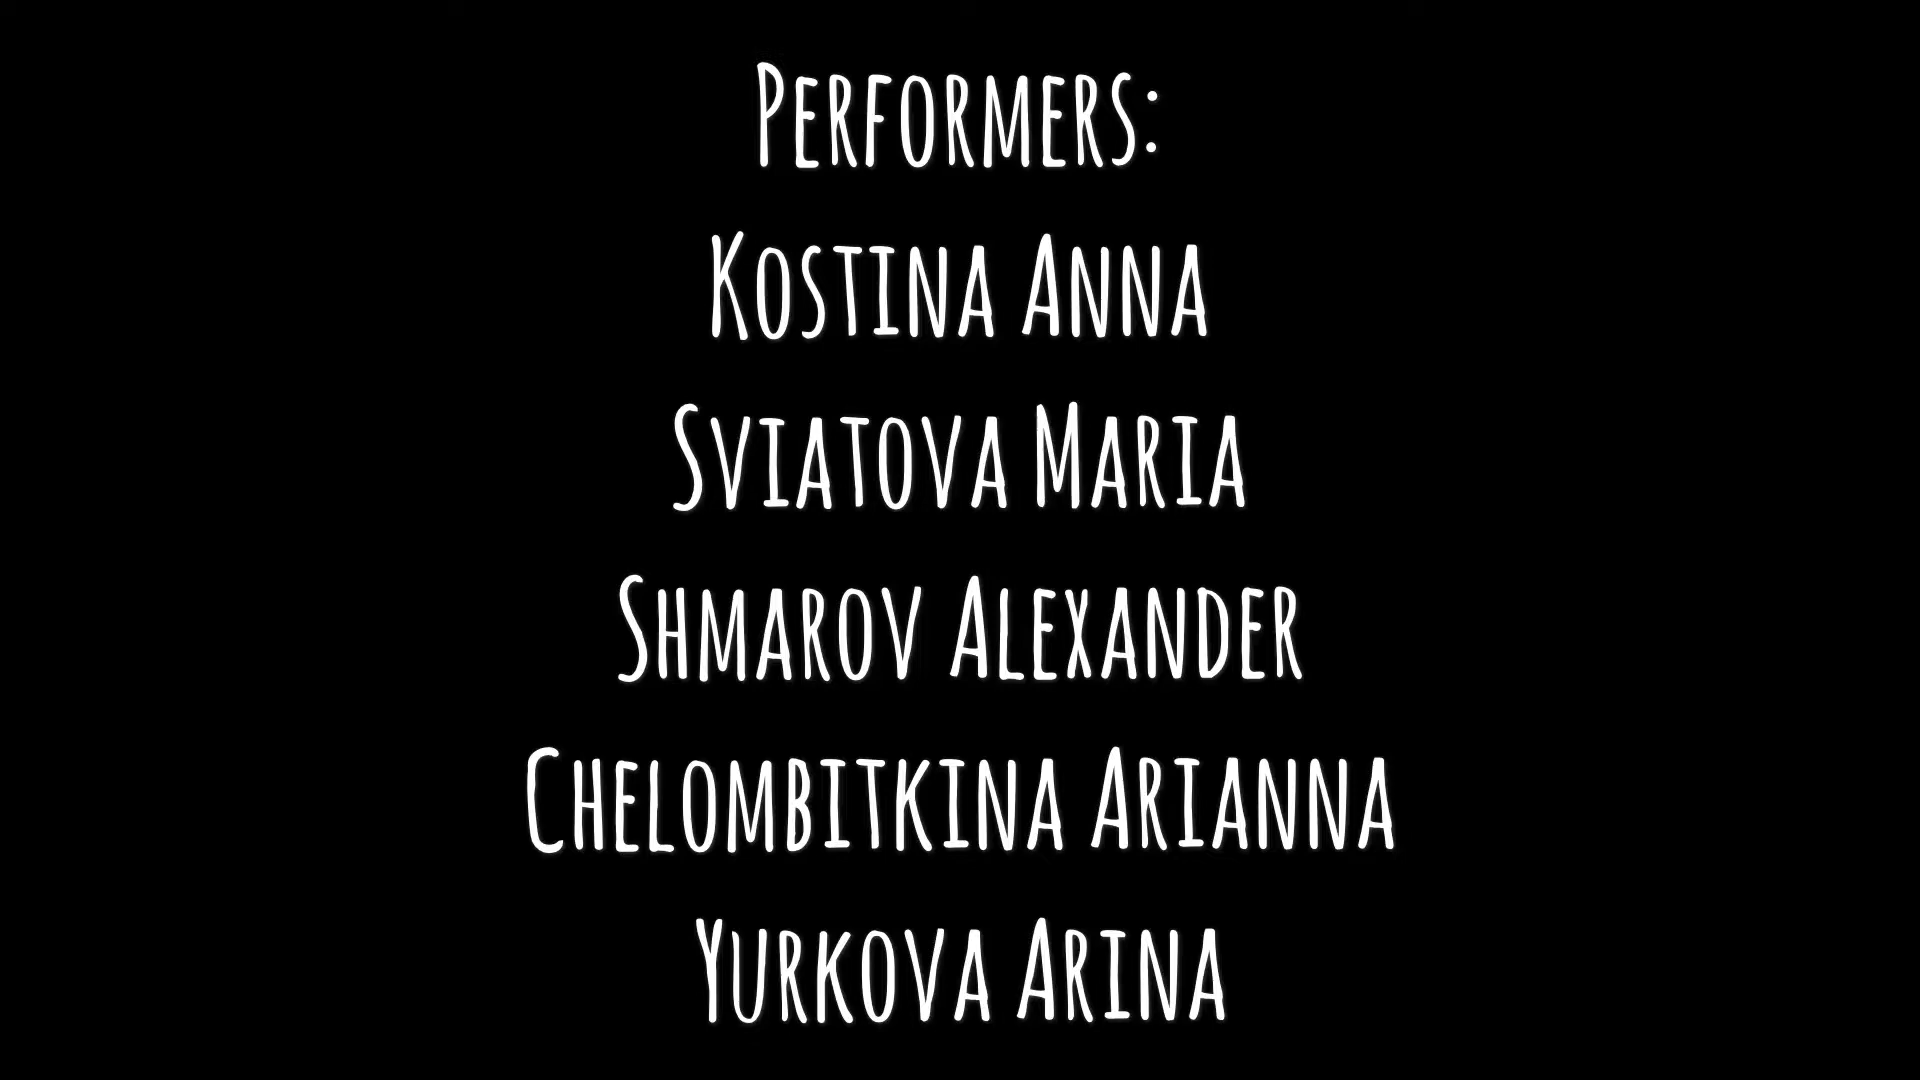 Performers:
Kostina Anna
Sviatova Maria
Shmarov Alexander
Chelombitkina Arianna
Yurkova Arina